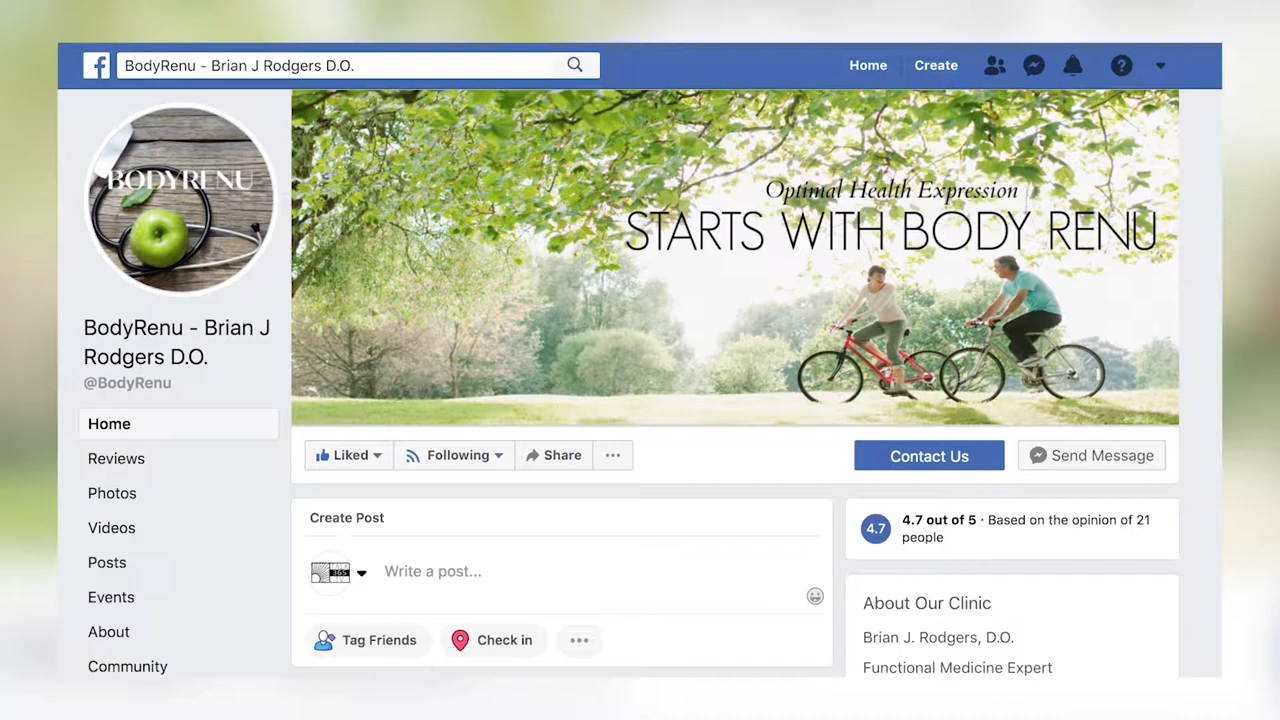 BodyRenu - Brian J Rodgers D.O.
Home
Create
BODYRENU
Optimal Health Expression
STARTS WITH BODY RENU
BodyRenu - Brian J
Rodgers D.O.
@BodyRenu
Home
Reviews
Photos
Videos
Posts
Events
About
Community
Liked
Following
Share
Contact Us
Send Message
Create Post
365
Write a post...
Tag Friends
Check in
4.7
4.7 out of 5 · Based on the opinion of 21
people
About Our Clinic
Brian J. Rodgers, D.O.
Functional Medicine Expert